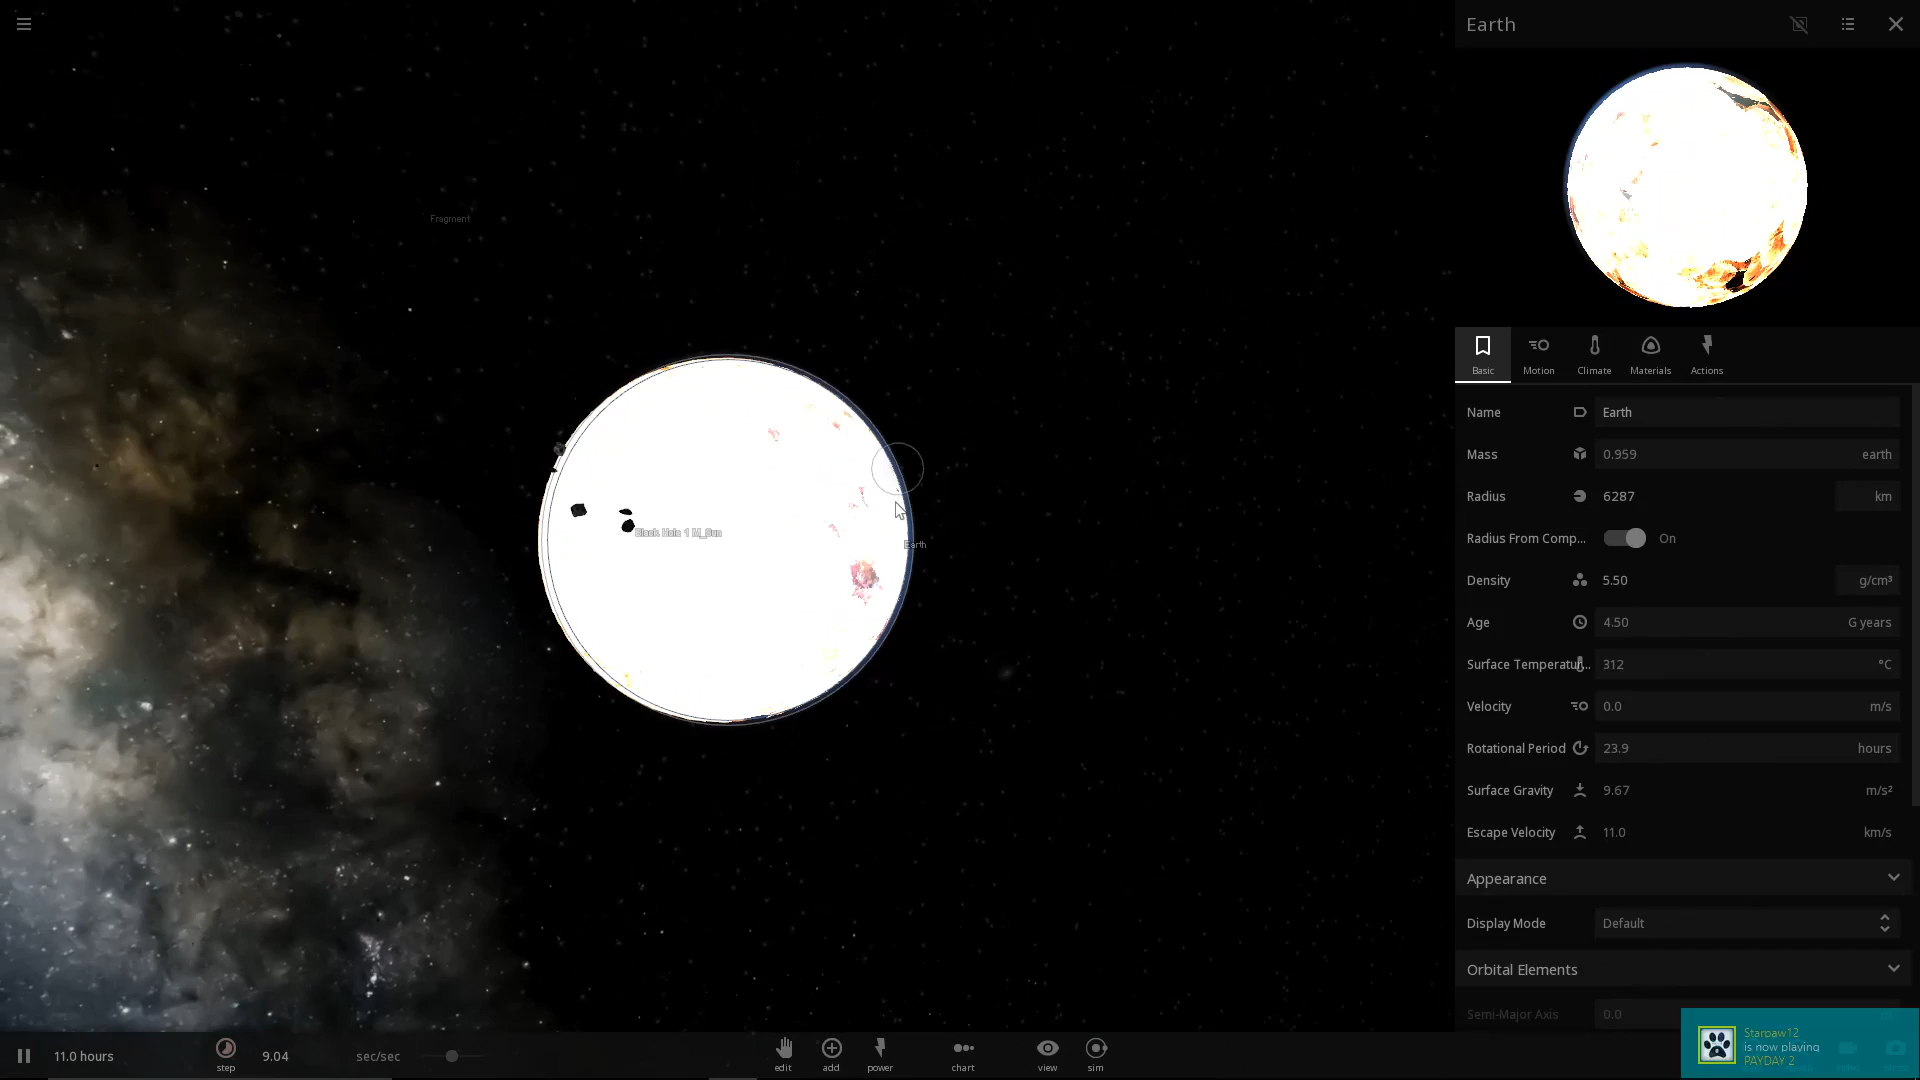 Earth
Fragment
Black Hole 1 M_Sun
Earth
Basic
Motion
Climate
Materials
Actions
Name Earth
Mass 0.959 earth
Radius 6287 km
Radius From Comp... On
Density 5.50 g/cm³
Age 4.50 G years
Surface Temperatur... 312 °C
Velocity 0.0 m/s
Rotational Period 23.9 hours
Surface Gravity 9.67 m/s²
Escape Velocity 11.0 km/s
Appearance
Display Mode Default
Orbital Elements
Semi-Major Axis 0.0
11.0 hours
step
9.04 sec/sec
edit
add
power
chart
view
sim
Starpaw12
is now playing
PAYDAY 2